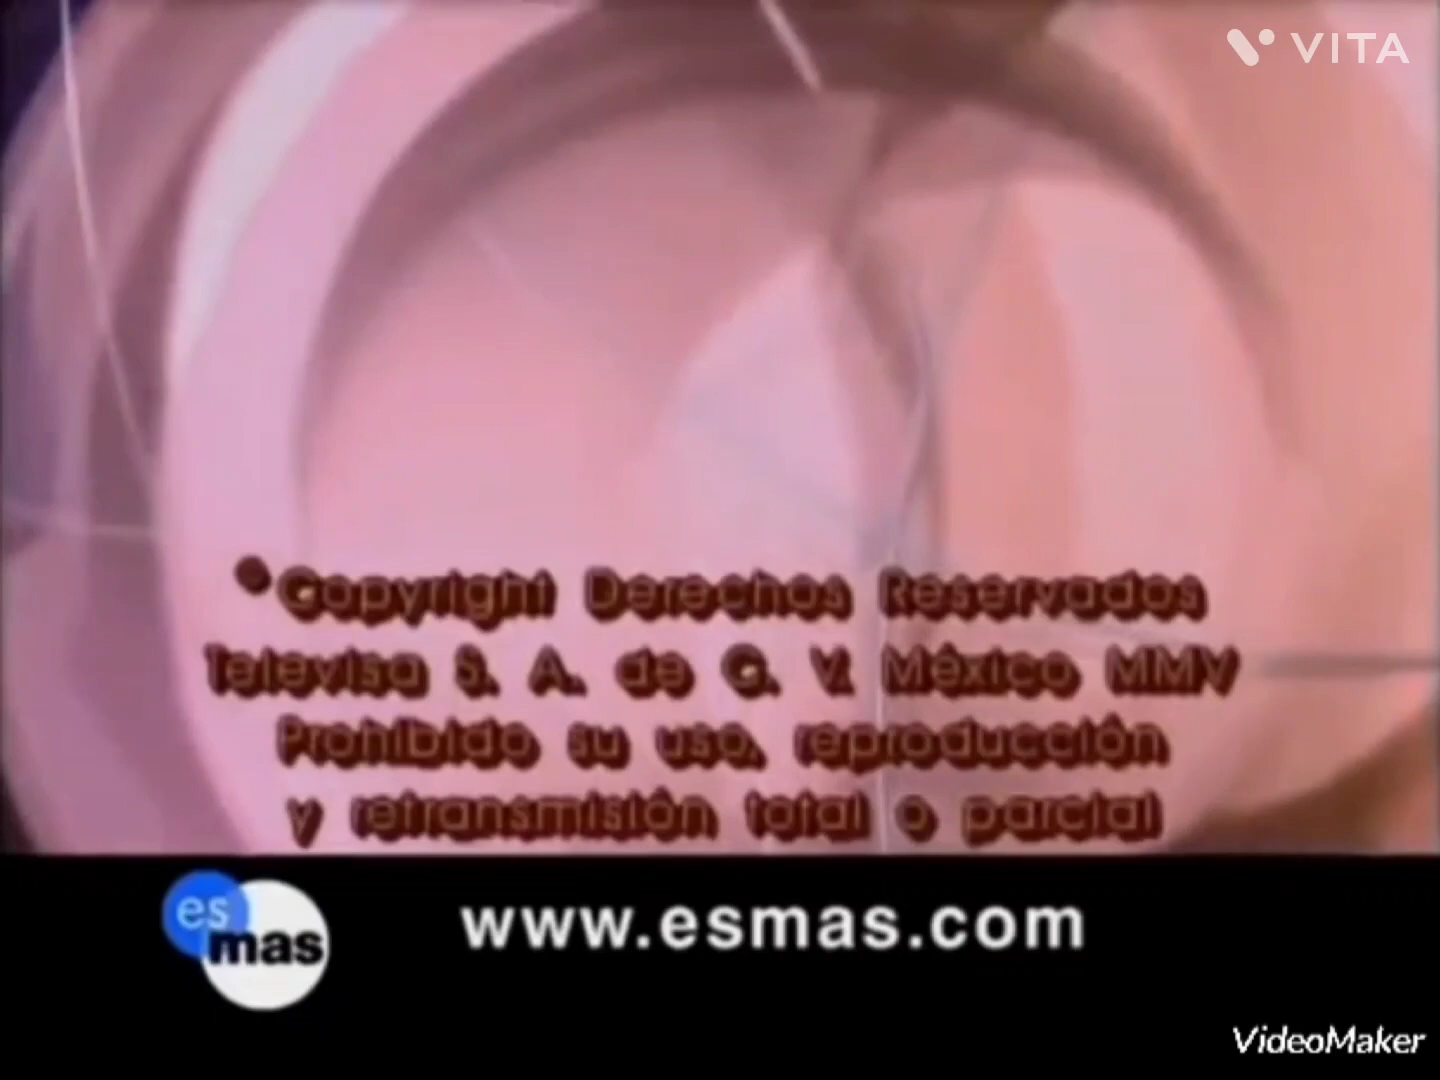 VITA
©Copyright Derechos Reservados
Televisa S. A. de C. V. México MMV
Prohibido su uso, reproducción
y retransmisión total o parcial
es
mas
www.esmas.com
VideoMaker